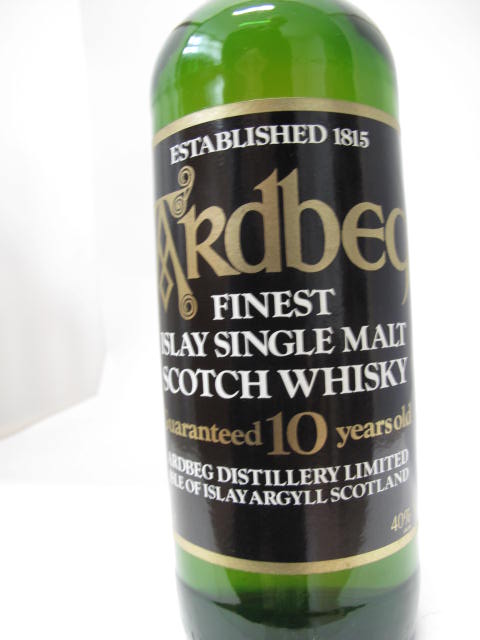 ESTABLISHED 1815
Ardbeg
FINEST
ISLAY SINGLE MALT
SCOTCH WHISKY
Guaranteed 10 years old
ARDBEG DISTILLERY LIMITED
ISLE OF ISLAY ARGYLL SCOTLAND
40%